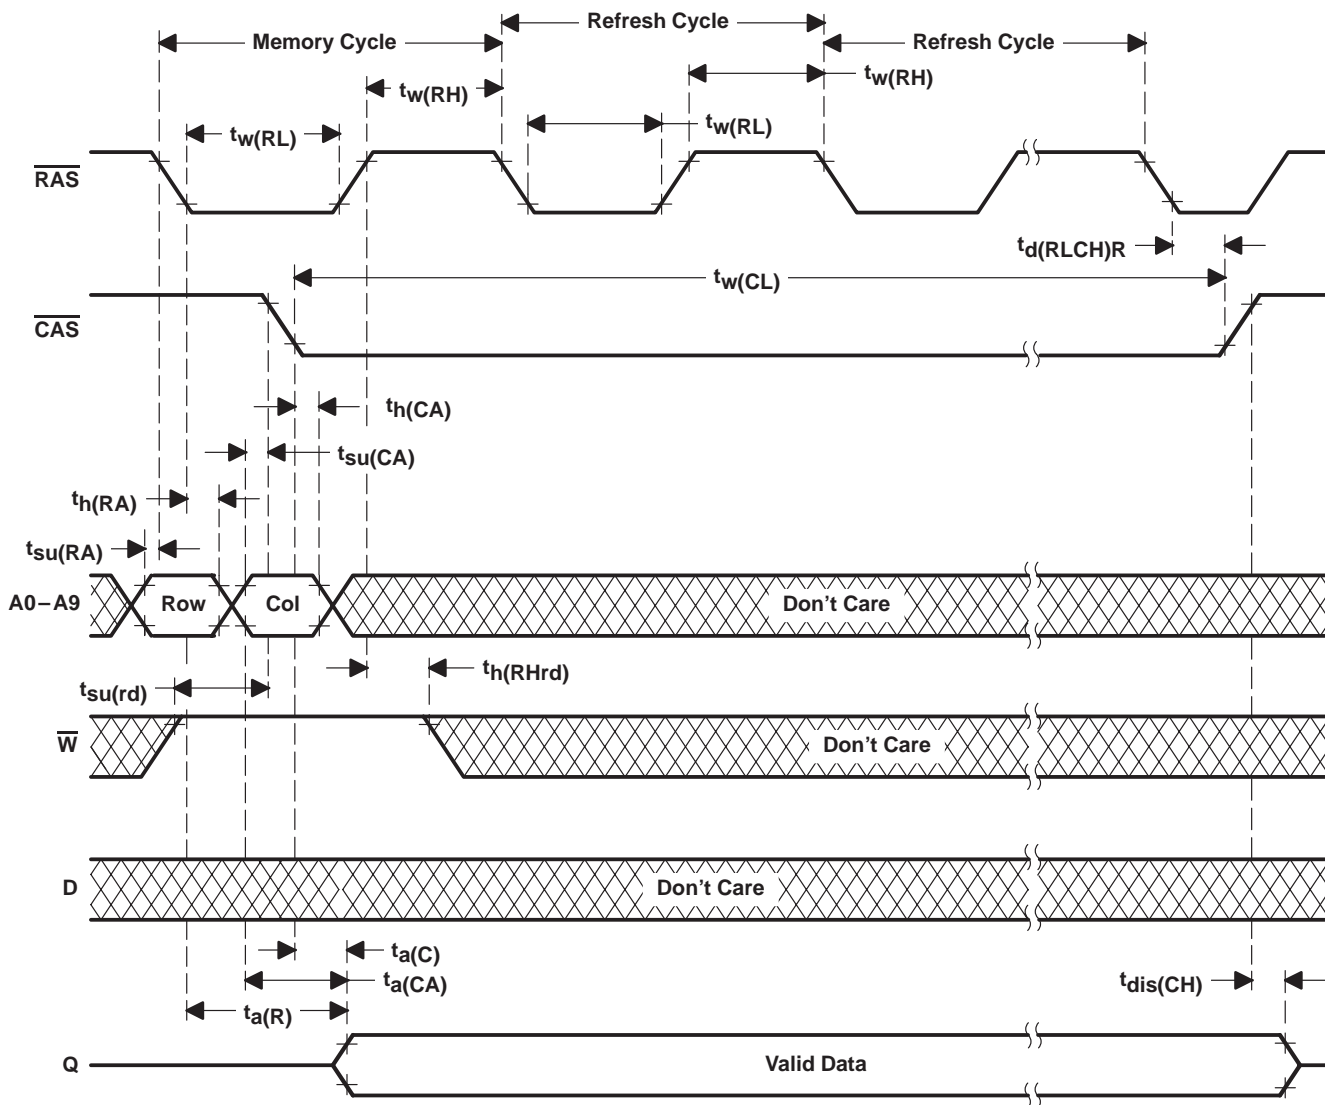 Refresh Cycle
Memory Cycle
Refresh Cycle
tw(RH)
tw(RH)
tw(RL)
tw(RL)
RAS
td(RLCH)R
tw(CL)
CAS
th(CA)
tsu(CA)
th(RA)
tsu(RA)
A0–A9
Row
Col
Don't Care
th(RHrd)
tsu(rd)
W
Don't Care
D
Don't Care
ta(C)
ta(CA)
tdis(CH)
ta(R)
Q
Valid Data